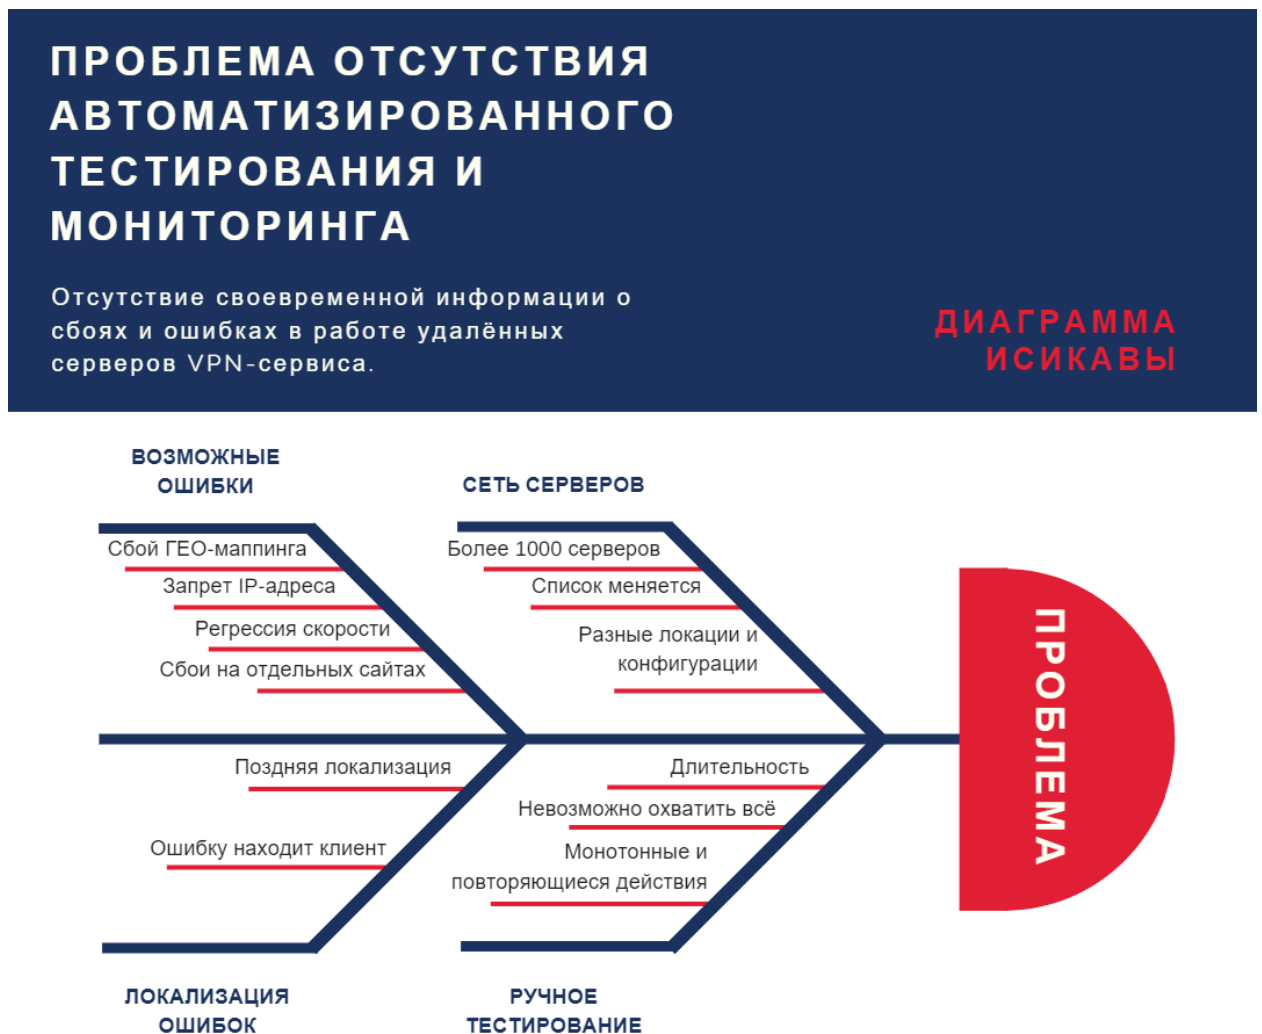 ПРОБЛЕМА ОТСУТСТВИЯ
АВТОМАТИЗИРОВАННОГО
ТЕСТИРОВАНИЯ И
МОНИТОРИНГА
Отсутствие своевременной информации о
сбоях и ошибках в работе удалённых
серверов VPN-сервиса.
ДИАГРАММА
ИСИКАВЫ
ВОЗМОЖНЫЕ
ОШИБКИ
Сбой ГЕО-маппинга
Запрет IP-адреса
Регрессия скорости
Сбои на отдельных сайтах
СЕТЬ СЕРВЕРОВ
Более 1000 серверов
Список меняется
Разные локации и
конфигурации
Поздняя локализация
Ошибку находит клиент
ЛОКАЛИЗАЦИЯ
ОШИБОК
Длительность
Невозможно охватить всё
Монотонные и
повторяющиеся действия
РУЧНОЕ
ТЕСТИРОВАНИЕ
ПРОБЛЕМА